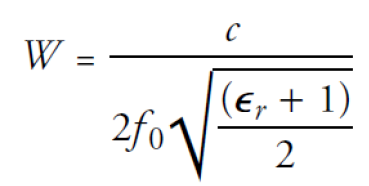 W = c / (2f₀√((ϵᵣ + 1) / 2))